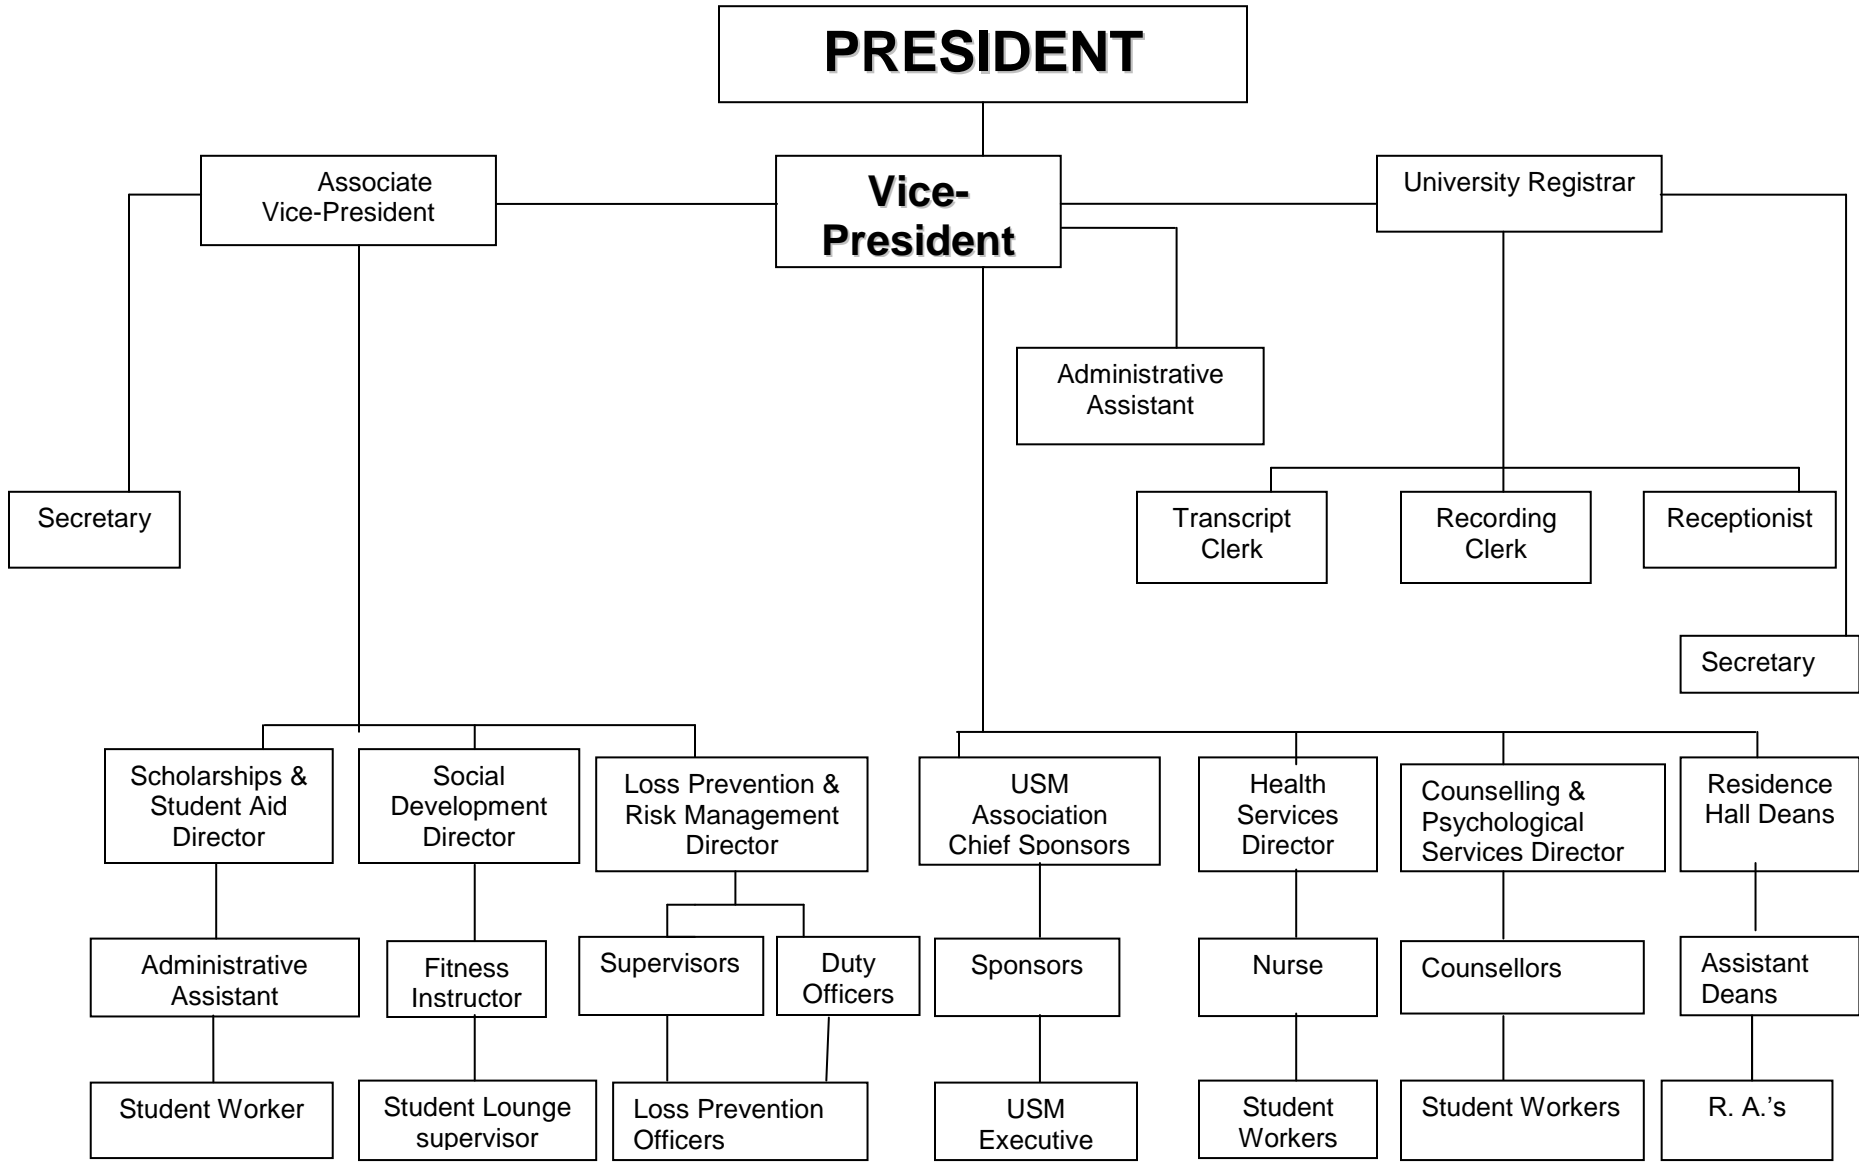 PRESIDENT
Associate
Vice-President
Vice-
President
University Registrar
Administrative
Assistant
Secretary
Transcript
Clerk
Recording
Clerk
Receptionist
Secretary
Scholarships &
Student Aid
Director
Social
Development
Director
Loss Prevention &
Risk Management
Director
USM
Association
Chief Sponsors
Health
Services
Director
Counselling &
Psychological
Services Director
Residence
Hall Deans
Administrative
Assistant
Fitness
Instructor
Supervisors
Duty
Officers
Sponsors
Nurse
Counsellors
Assistant
Deans
Student Worker
Student Lounge
supervisor
Loss Prevention
Officers
USM
Executive
Student
Workers
Student Workers
R. A.’s